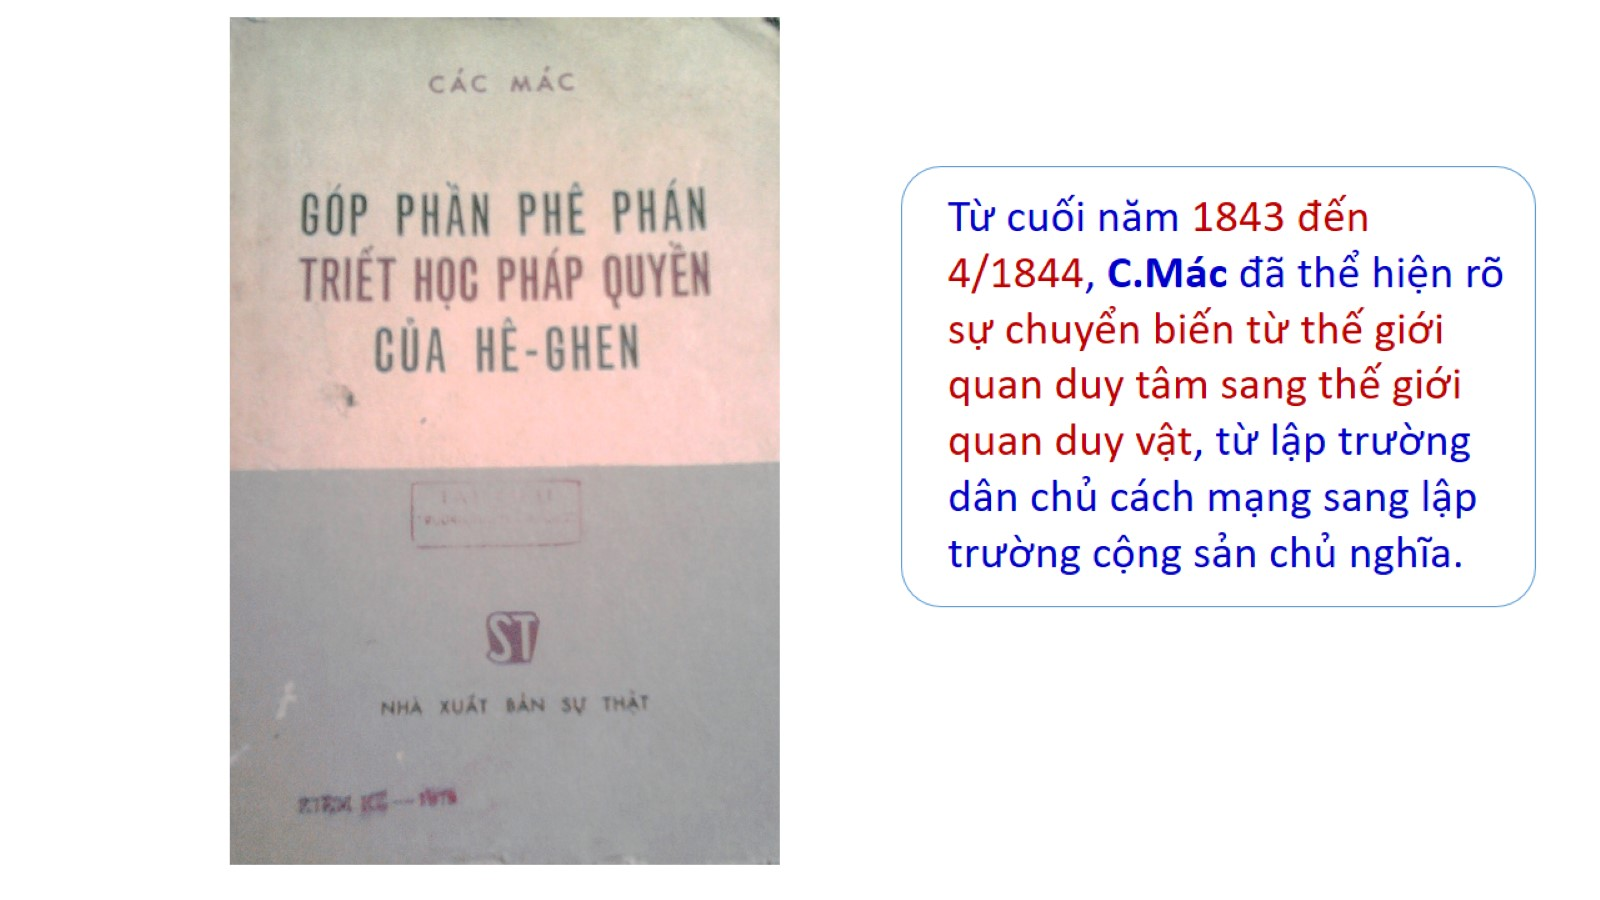 CÁC MÁC
GÓP PHẦN PHÊ PHÁN
TRIẾT HỌC PHÁP QUYỀN
CỦA HÊ-GHEN
ST
NHÀ XUẤT BẢN SỰ THẬT
Từ cuối năm 1843 đến
4/1844, C.Mác đã thể hiện rõ
sự chuyển biến từ thế giới
quan duy tâm sang thế giới
quan duy vật, từ lập trường
dân chủ cách mạng sang lập
trường cộng sản chủ nghĩa.